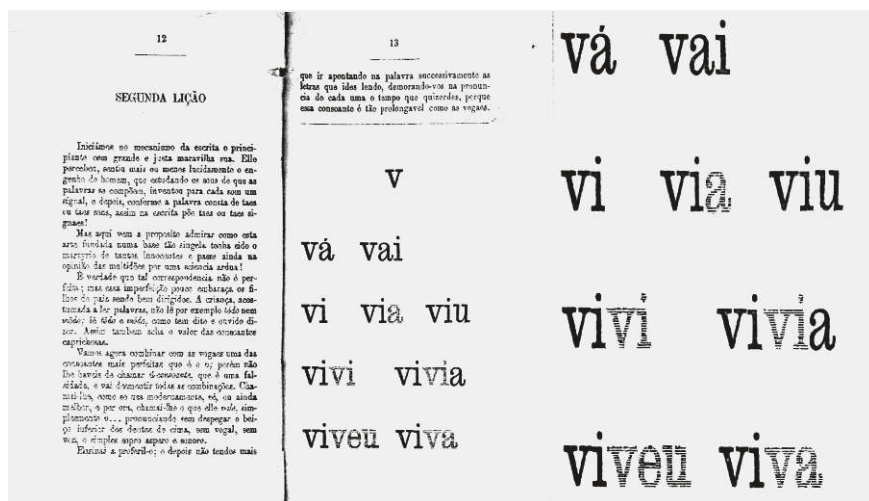 12
SEGUNDA LIÇÃO
Iniciámos no mecanismo da escrita o princi-
piante com grande e justa maravilha sua. Elle
percebeu, sentiu mais ou menos lucidamente o en-
genho do homem, que estudando os sons de que as
palavras se compõem, inventou para cada som um
signal, e depois, conforme a palavra consta de taes
ou taes sons, assim na escrita põe taes ou taes si-
gnaes!
Mas aqui vem a proposito admirar como esta
arte fundada numa base tão singela tenha sido o
martyrio de tantos innocentes e passe ainda na
opinião das multidões por uma sciencia ardua!
É verdade que tal correspondencia não é per-
feita; mas essa imperfeição pouco embaraça os fi-
lhos do paiz sendo bem dirigidos. A criança, acos-
tumada a ler palavras, não lê por exemplo tódo nem
como tem dito e ouvido di-
zer. Assim tambem acha o valor das consoantes
caprichosas.
Vamos agora combinar com as vogaes uma das
consoantes mais perfeitas que é o v; porém não
lhe haveis de chamar u-consoante, que é uma fal-
sidade, e vai desmentir todas as combinações. Cha-
mai-lhe, como se usa modernamente, vê, ou ainda
melhor, e por ora, chamai-lhe o que elle vale, sim-
plesmente v... pronunciando sem despegar o bei-
ço inferior dos dentes de cima, sem vogal, sem
voz, o simples sopro aspero e sonoro.
Ensinai a proferil-o; e depois não tendes mais
13
que ir apontando na palavra successivamente as
letras que ides lendo, demorando-vos na pronun-
cia de cada uma o tempo que quizerdes, porque
essa consoante é tão prolongavel como as vogaes.
v
vá vai
vi via viu
vivi vivia
viveu viva
vá vai
vi via viu
vivi vivia
viveu viva